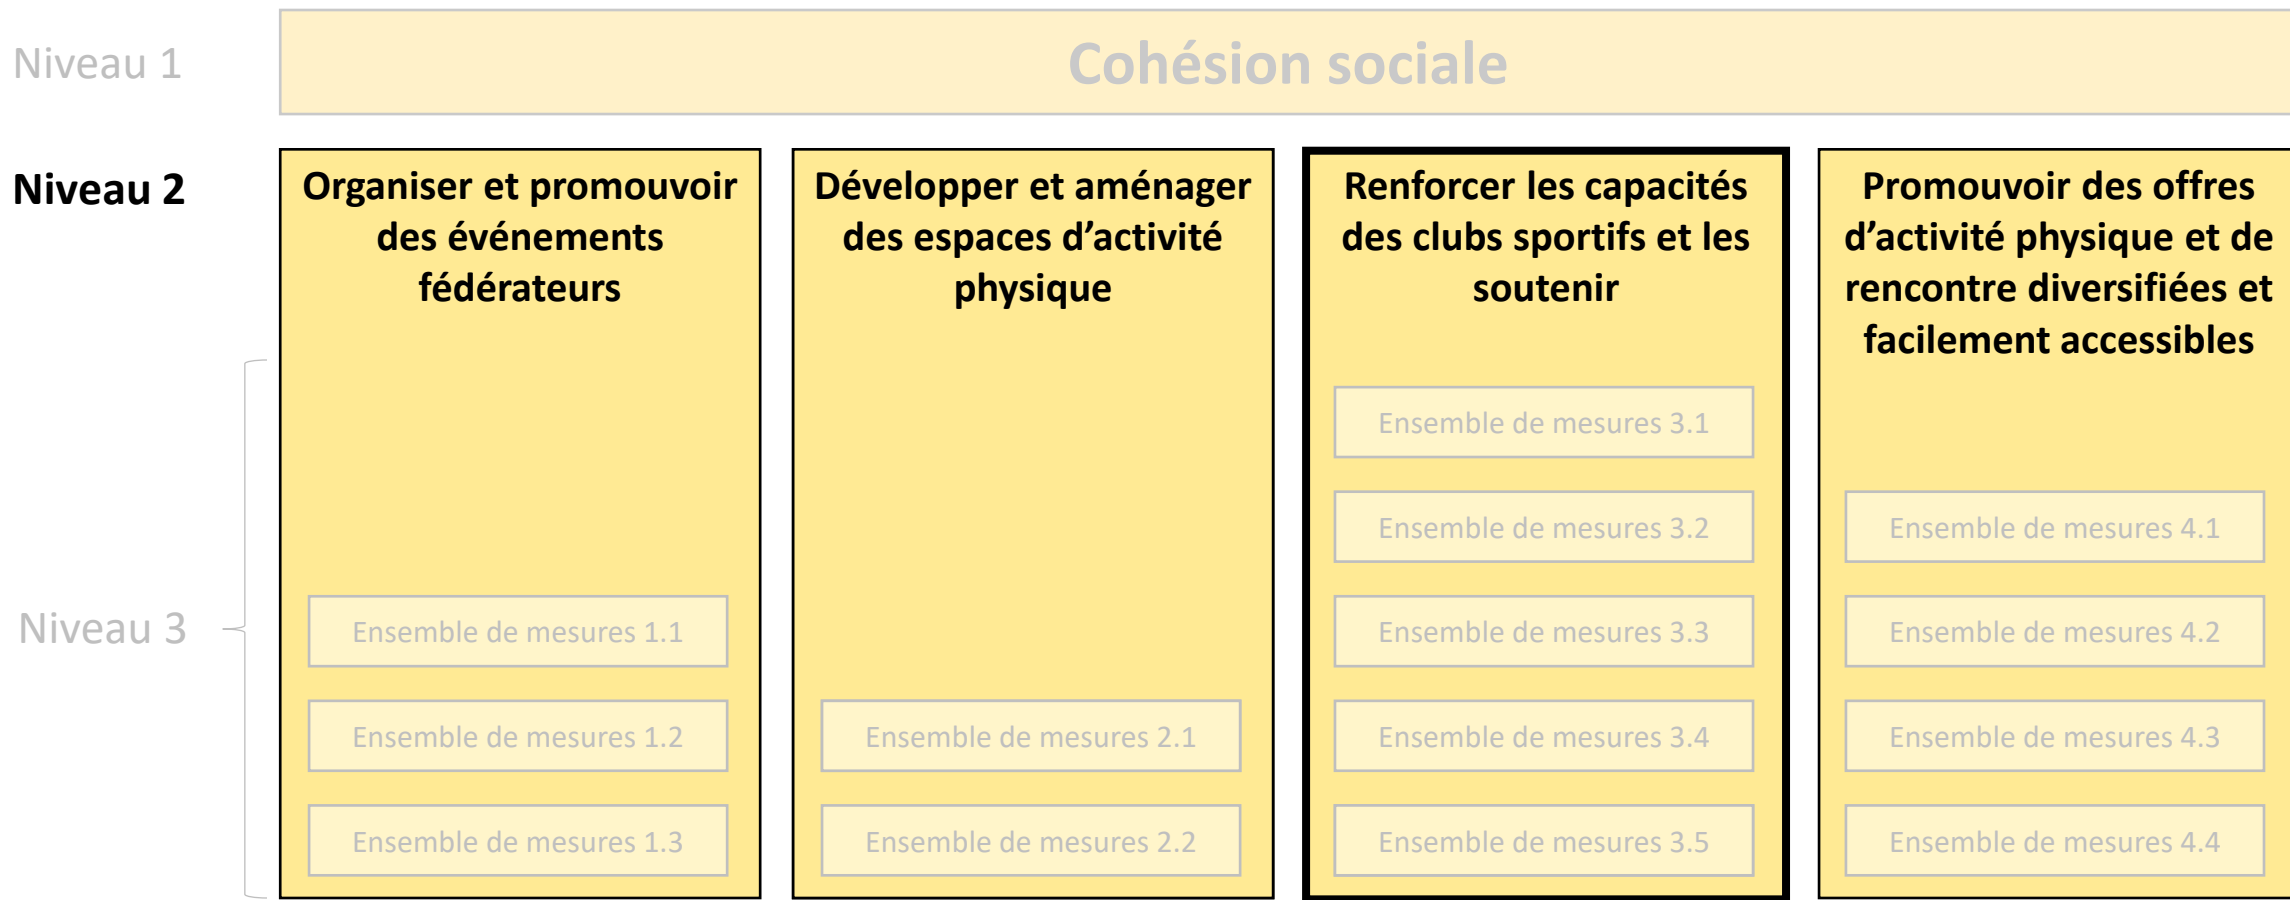 Niveau 1
Cohésion sociale
Niveau 2
Organiser et promouvoir
des événements
fédérateurs
Développer et aménager
des espaces d’activité
physique
Renforcer les capacités
des clubs sportifs et les
soutenir
Promouvoir des offres
d’activité physique et de
rencontre diversifiées et
facilement accessibles
Niveau 3
Ensemble de mesures 1.1
Ensemble de mesures 1.2
Ensemble de mesures 1.3
Ensemble de mesures 2.1
Ensemble de mesures 2.2
Ensemble de mesures 3.1
Ensemble de mesures 3.2
Ensemble de mesures 3.3
Ensemble de mesures 3.4
Ensemble de mesures 3.5
Ensemble de mesures 4.1
Ensemble de mesures 4.2
Ensemble de mesures 4.3
Ensemble de mesures 4.4